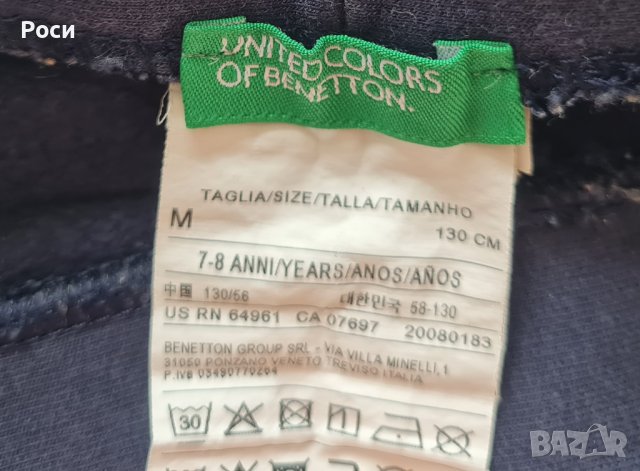 Роси
UNITED COLORS
OF BENETTON.
TAGLIA/SIZE/TALLA/TAMANHO
M 130 CM
7-8 ANNI/YEARS/ANOS/AÑOS
中国 130/56 대한민국 58-130
US RN 64961 CA 07697 20080183
BENETTON GROUP SRL - VIA VILLA MINELLI,1
31050 PONZANO VENETO TREVISO ITALIA
P.IVA 03490770264
30
M
BAZAR